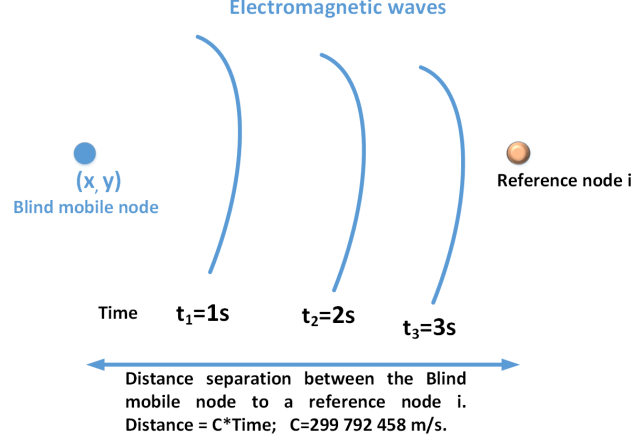 Electromagnetic waves
(x, y)
Blind mobile node
Reference node i
Time
t₁=1s
t₂=2s
t₃=3s
Distance separation between the Blind
mobile node to a reference node i.
Distance = C*Time; C=299 792 458 m/s.